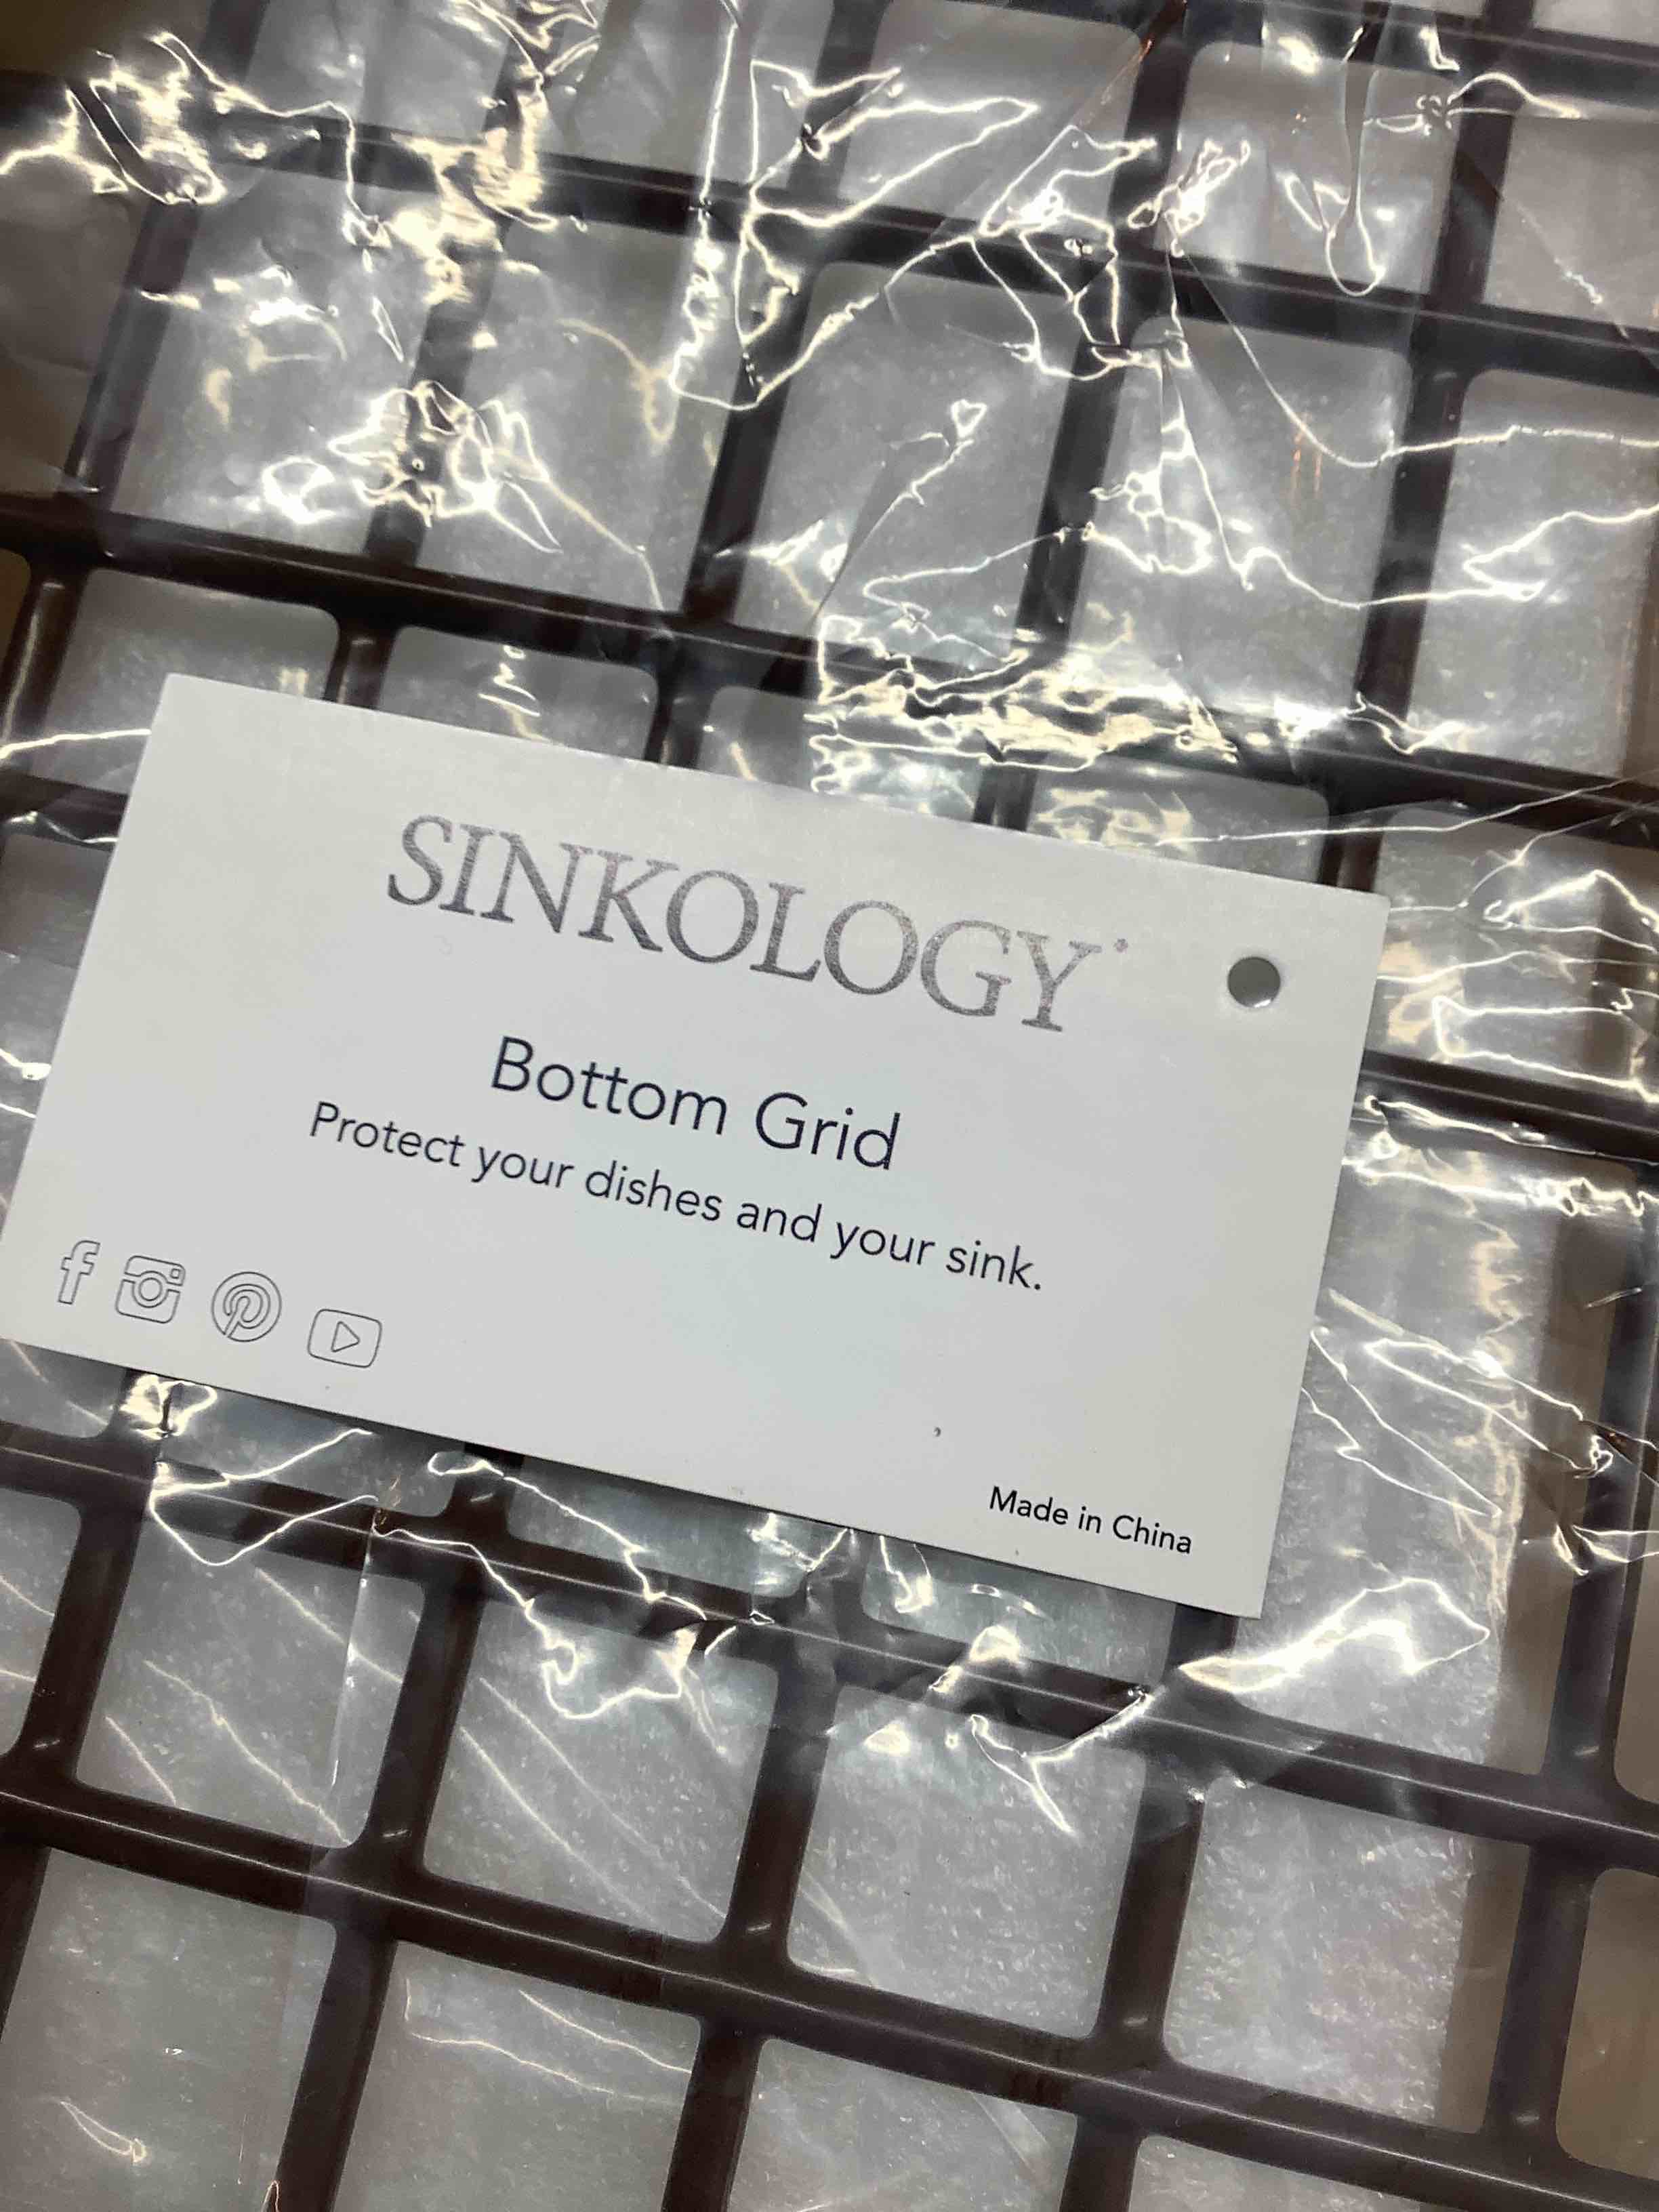 SINKOLOGY
Bottom Grid
Protect your dishes and your sink.
Made in China